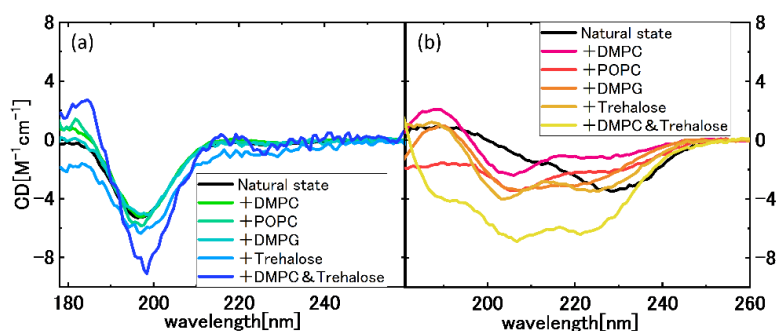 8
4
0
-4
-8
CD[M⁻¹cm⁻¹]
(a)
Natural state
+DMPC
+POPC
+DMPG
+Trehalose
+DMPC&Trehalose
180 200 220 240
wavelength[nm]
(b)
Natural state
+DMPC
+POPC
+DMPG
+Trehalose
+DMPC&Trehalose
8
4
0
-4
-8
200 220 240 260
wavelength[nm]